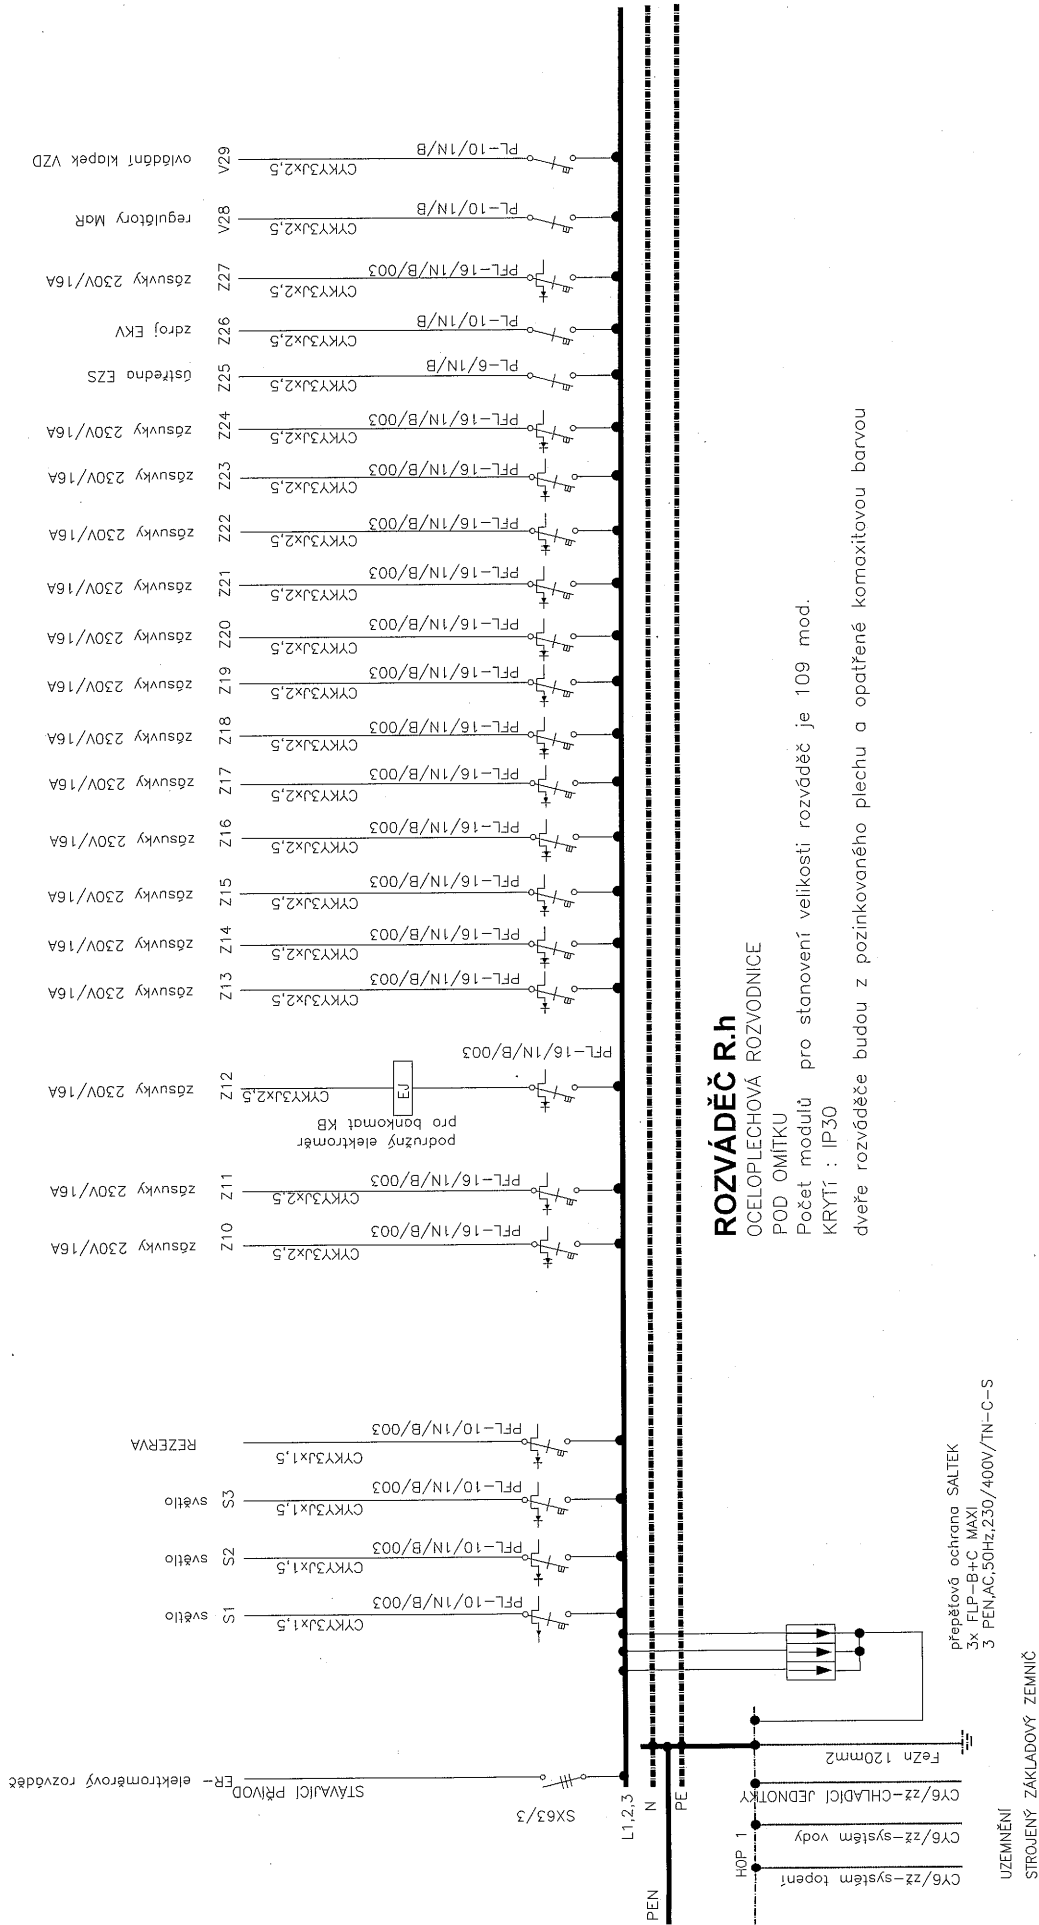 ovládání klapek VZD V29 CYKY3Jx2,5 PL-10/1N/B
regulátory MaR V28 CYKY3Jx2,5 PL-10/1N/B
zásuvky 230V/16A Z27 CYKY3Jx2,5 PFL-16/1N/B/003
zdroj EKV Z26 CYKY3Jx2,5 PL-10/1N/B
ústředna EZS Z25 CYKY3Jx2,5 PL-6/1N/B
zásuvky 230V/16A Z24 CYKY3Jx2,5 PFL-16/1N/B/003
zásuvky 230V/16A Z23 CYKY3Jx2,5 PFL-16/1N/B/003
zásuvky 230V/16A Z22 CYKY3Jx2,5 PFL-16/1N/B/003
zásuvky 230V/16A Z21 CYKY3Jx2,5 PFL-16/1N/B/003
zásuvky 230V/16A Z20 CYKY3Jx2,5 PFL-16/1N/B/003
zásuvky 230V/16A Z19 CYKY3Jx2,5 PFL-16/1N/B/003
zásuvky 230V/16A Z18 CYKY3Jx2,5 PFL-16/1N/B/003
zásuvky 230V/16A Z17 CYKY3Jx2,5 PFL-16/1N/B/003
zásuvky 230V/16A Z16 CYKY3Jx2,5 PFL-16/1N/B/003
zásuvky 230V/16A Z15 CYKY3Jx2,5 PFL-16/1N/B/003
zásuvky 230V/16A Z14 CYKY3Jx2,5 PFL-16/1N/B/003
zásuvky 230V/16A Z13 CYKY3Jx2,5 PFL-16/1N/B/003
zásuvky 230V/16A Z12 CYKY3Jx2,5 EJ PFL-16/1N/B/003
podružný elektroměr
pro bankomat KB
zásuvky 230V/16A Z11 CYKY3Jx2,5 PFL-16/1N/B/003
zásuvky 230V/16A Z10 CYKY3Jx2,5 PFL-16/1N/B/003
REZERVA CYKY3Jx1,5 PFL-10/1N/B/003
světlo S3 CYKY3Jx1,5 PFL-10/1N/B/003
světlo S2 CYKY3Jx1,5 PFL-10/1N/B/003
světlo S1 CYKY3Jx1,5 PFL-10/1N/B/003
ER- elektroměrový rozváděč
STÁVAJÍCÍ PŘÍVOD
SX63/3
L1,2,3
N
PE
PEN
HOP 1
FeZn 120mm2
CY6/zž-CHLADÍCÍ JEDNOTKY
CY6/zž-systém vody
CY6/zž-systém topení
UZEMNĚNÍ
STROJENÝ ZÁKLADOVÝ ZEMNIČ
přepěťová ochrana SALTEK
3x FLP-B+C MAXI
3 PEN,AC,50Hz,230/400V/TN-C-S
ROZVÁDĚČ R.h
OCELOPLECHOVÁ ROZVODNICE
POD OMÍTKU
Počet modulů pro stanovení velikosti rozváděč je 109 mod.
KRYTí : IP30
dveře rozváděče budou z pozinkovaného plechu a opatřené komaxitovou barvou